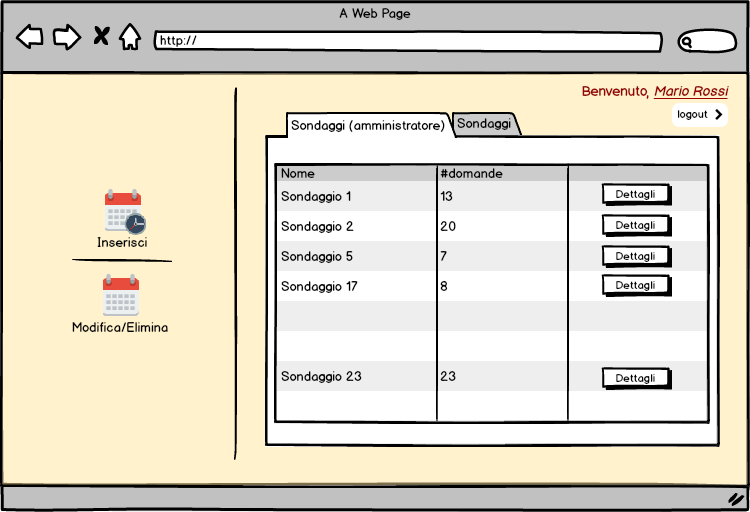 A Web Page
http://
Benvenuto, Mario Rossi
logout
Sondaggi (amministratore) Sondaggi
Nome #domande
Sondaggio 1 13 Dettagli
Sondaggio 2 20 Dettagli
Sondaggio 5 7 Dettagli
Sondaggio 17 8 Dettagli
Sondaggio 23 23 Dettagli
Inserisci
Modifica/Elimina